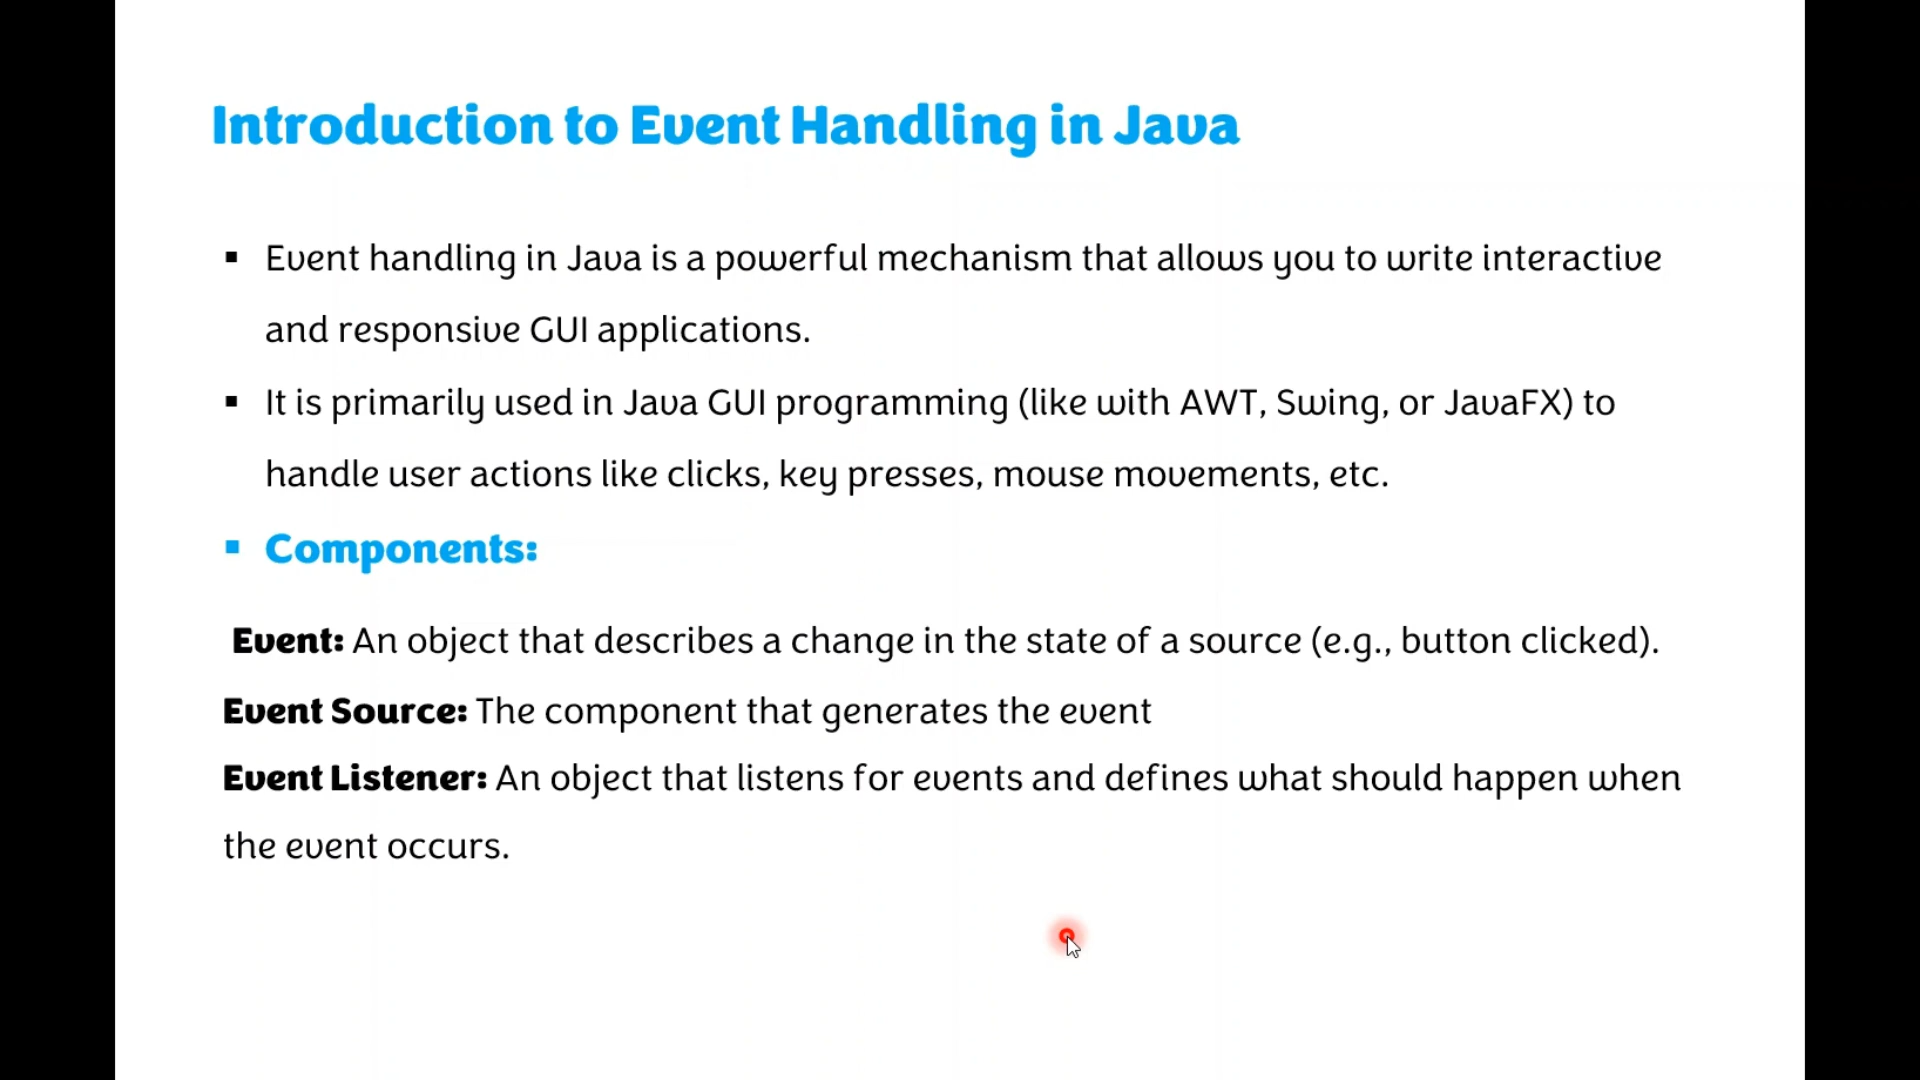 Introduction to Event Handling in Java
▪ Event handling in Java is a powerful mechanism that allows you to write interactive
and responsive GUI applications.
▪ It is primarily used in Java GUI programming (like with AWT, Swing, or JavaFX) to
handle user actions like clicks, key presses, mouse movements, etc.
▪ Components:
Event: An object that describes a change in the state of a source (e.g., button clicked).
Event Source: The component that generates the event
Event Listener: An object that listens for events and defines what should happen when
the event occurs.